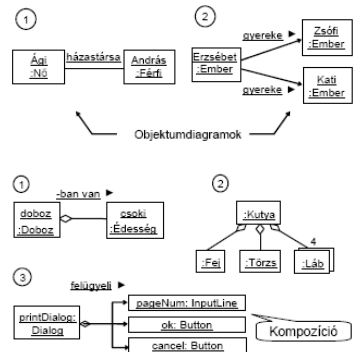 1
Ági
:Nő
házastársa
András
:Férfi
2
Erzsébet
:Ember
gyereke
gyereke
Zsófi
:Ember
Kati
:Ember
Objektumdiagramok
1
-ban van
doboz
:Doboz
csoki
:Édesség
2
:Kutya
:Fej
:Törzs
4
:Láb
3
felügyeli
printDialog:
Dialog
pageNum: InputLine
ok: Button
cancel: Button
Kompozíció